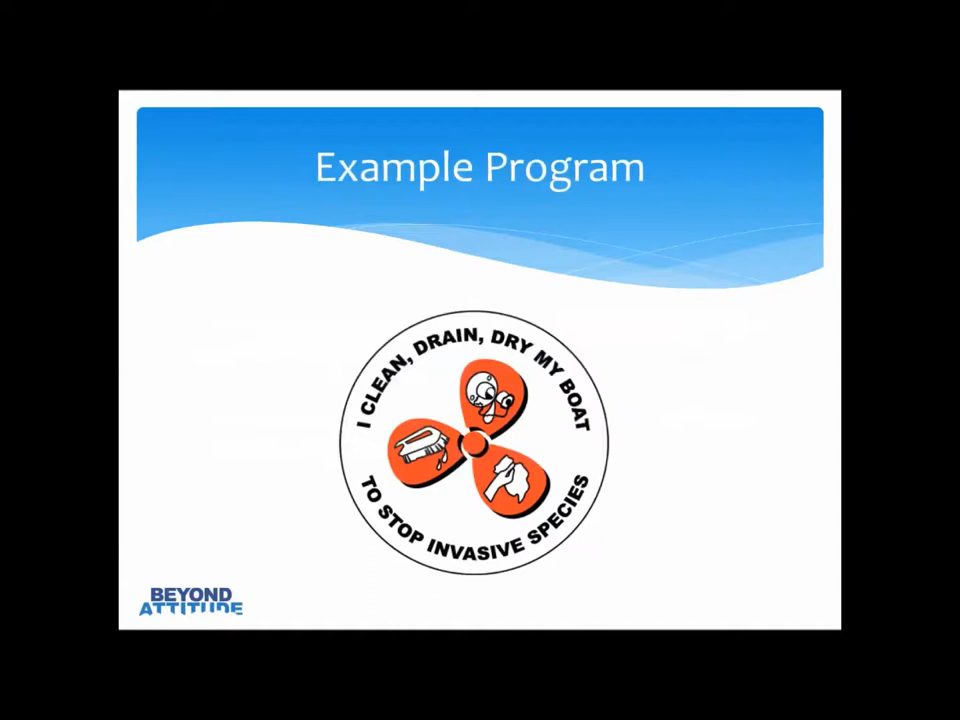 Example Program
I CLEAN, DRAIN, DRY MY BOAT
TO STOP INVASIVE SPECIES
BEYOND
ATTITUDE